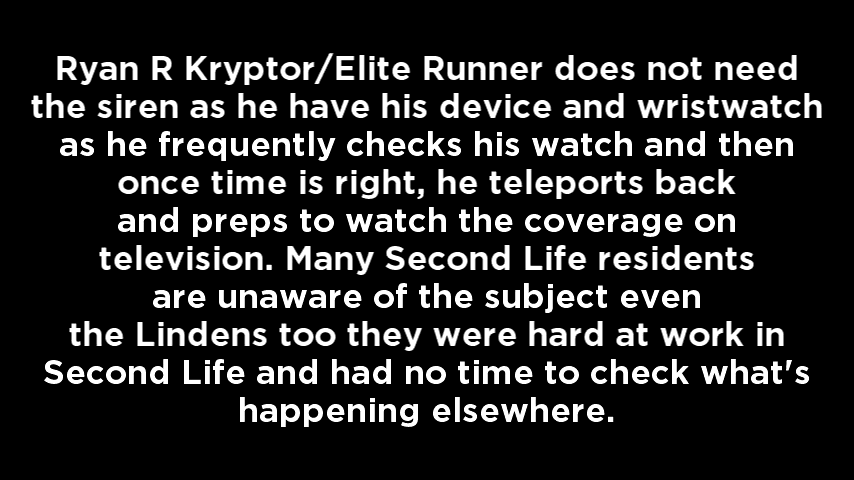 Ryan R Kryptor/Elite Runner does not need
the siren as he have his device and wristwatch
as he frequently checks his watch and then
once time is right, he teleports back
and preps to watch the coverage on
television. Many Second Life residents
are unaware of the subject even
the Lindens too they were hard at work in
Second Life and had no time to check what's
happening elsewhere.